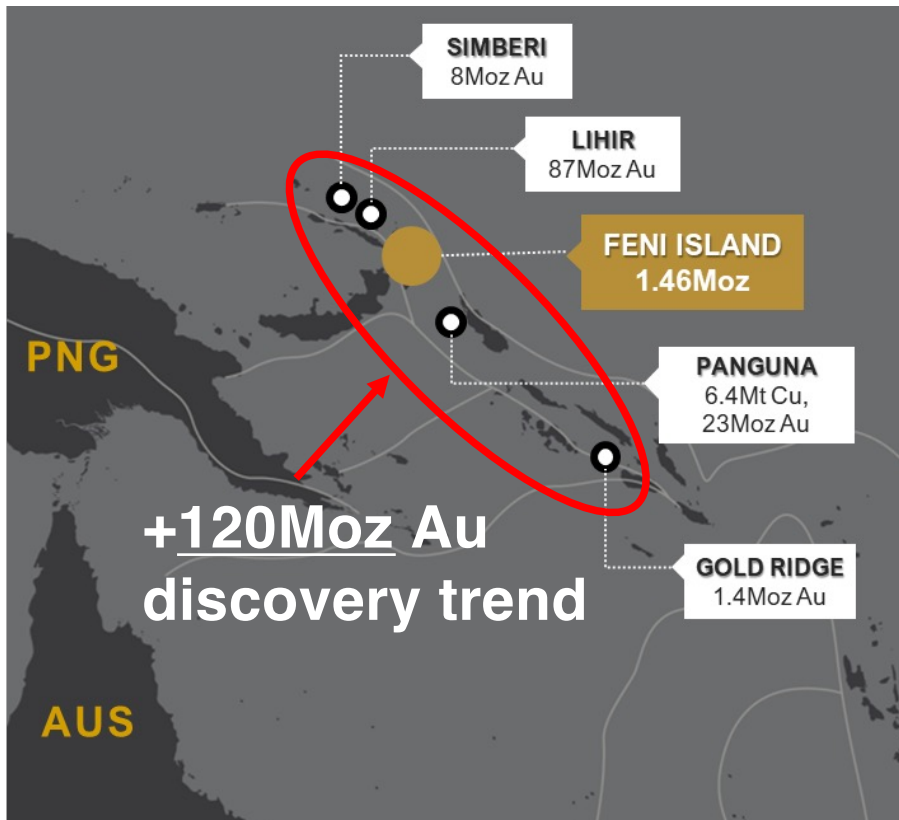 SIMBERI
8Moz Au
LIHIR
87Moz Au
FENI ISLAND
1.46Moz
PNG
PANGUNA
6.4Mt Cu,
23Moz Au
+120Moz Au
discovery trend
GOLD RIDGE
1.4Moz Au
AUS